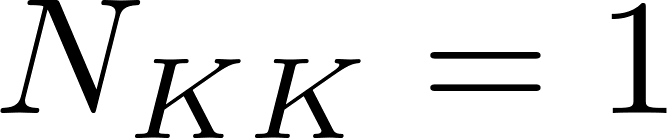 N_{KK} = 1